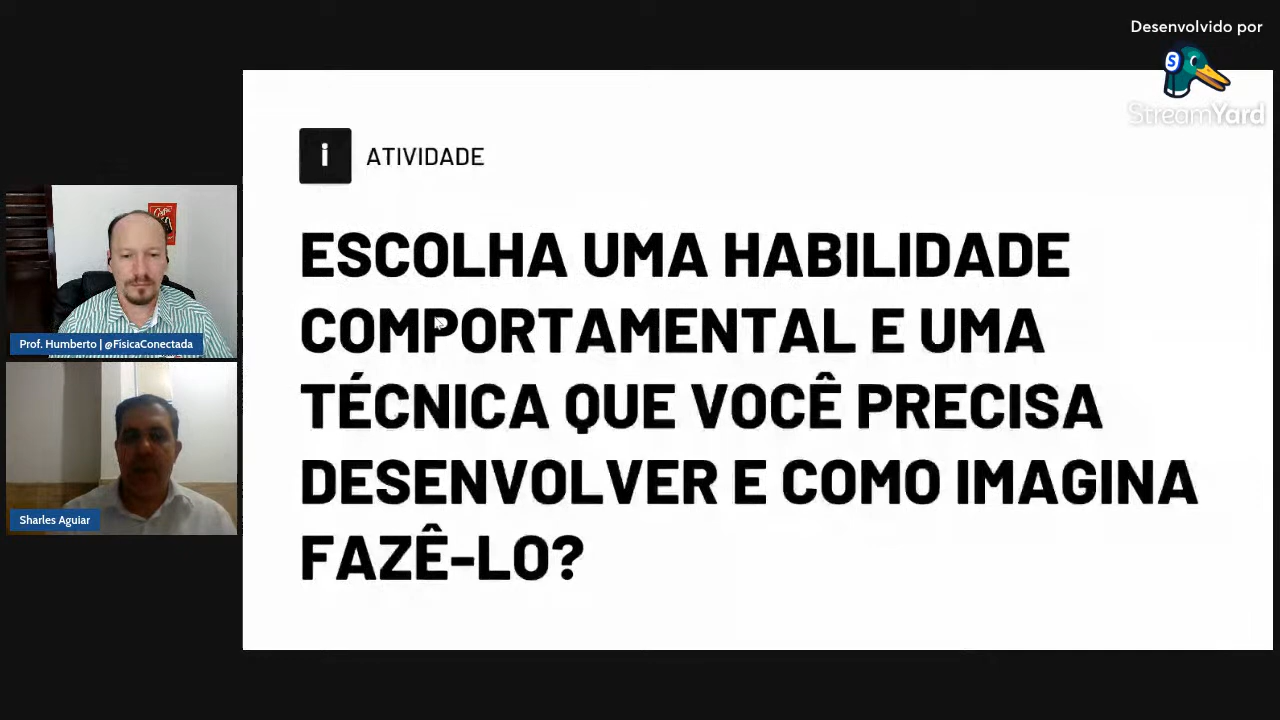 Desenvolvido por
StreamYard
i ATIVIDADE
ESCOLHA UMA HABILIDADE
COMPORTAMENTAL E UMA
TÉCNICA QUE VOCÊ PRECISA
DESENVOLVER E COMO IMAGINA
FAZÊ-LO?
Prof. Humberto | @FisicaConectada
Sharles Aguiar